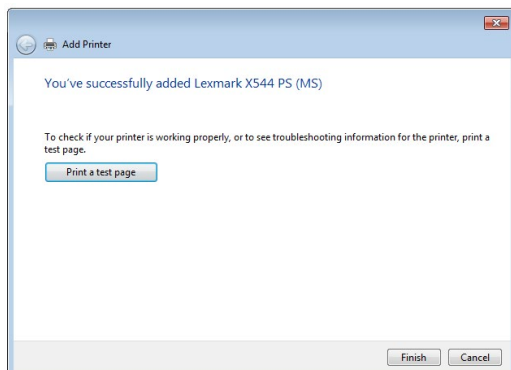 Add Printer
You've successfully added Lexmark X544 PS (MS)
To check if your printer is working properly, or to see troubleshooting information for the printer, print a
test page.
Print a test page
Finish Cancel